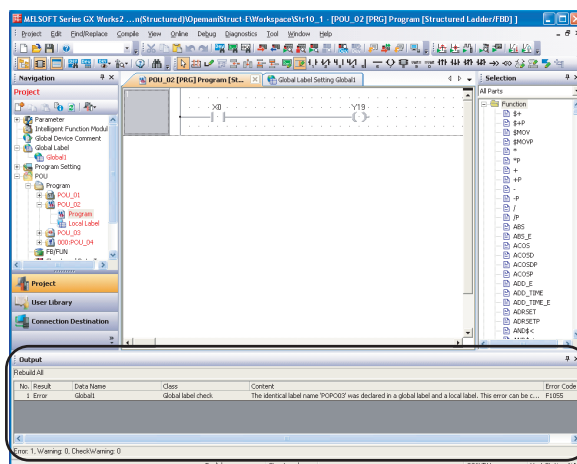 MELSOFT Series GX Works2 ...n(Structured)\OpemaniStruct-E\Workspace\Str10_1 - [POU_02 [PRG] Program [Structured Ladder/FBD] ]
Project Edit Find/Replace Compile View Online Debug Diagnostics Tool Window Help
Navigation
Project
Parameter
Intelligent Function Modul
Global Device Comment
Global Label
Global1
Program Setting
POU
Program
POU_01
POU_02
Program
Local Label
POU_03
000:POU_04
FB/FUN
Project
User Library
Connection Destination
POU_02 [PRG] Program [St...
Global Label Setting Global1
X0
Y19
Selection
All Parts
Function
$+
$+P
$MOV
$MOVP
*
*P
+
+P
-
-P
/
/P
ABS
ABS_E
ACOS
ACOSD
ACOSDP
ACOSP
ADD_E
ADD_TIME
ADD_TIME_E
ADRSET
ADRSETP
AND$<
Output
Rebuild All
No. Result Data Name Class Content Error Code
1 Error Global1 Global label check The identical label name 'POPO03' was declared in a global label and a local label. This error can be c... F1055
Error: 1, Warning: 0, CheckWarning: 0